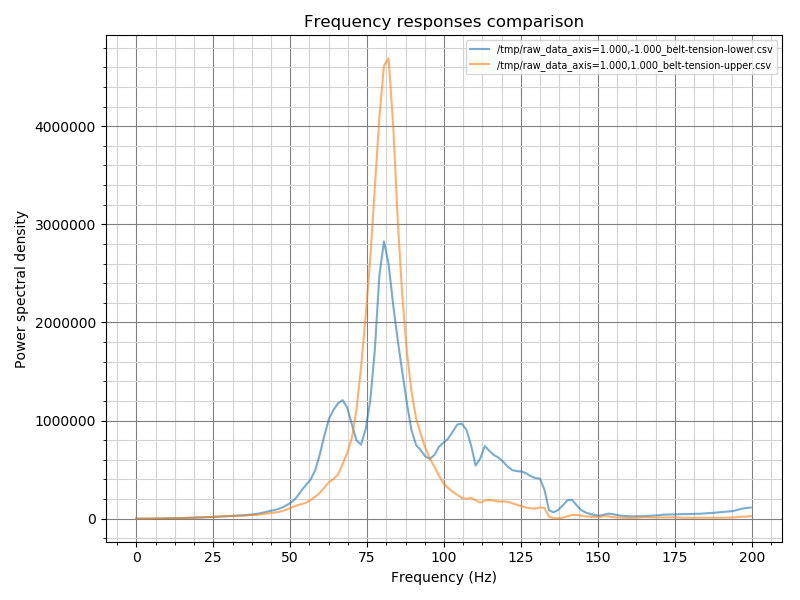 Frequency responses comparison
/tmp/raw_data_axis=1.000,-1.000_belt-tension-lower.csv
/tmp/raw_data_axis=1.000,1.000_belt-tension-upper.csv
Power spectral density
4000000
3000000
2000000
1000000
0
0 25 50 75 100 125 150 175 200
Frequency (Hz)